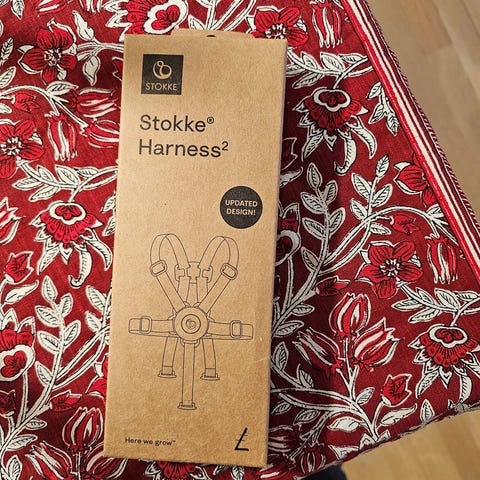 STOKKE
Stokke®
Harness²
UPDATED
DESIGN!
Here we grow™